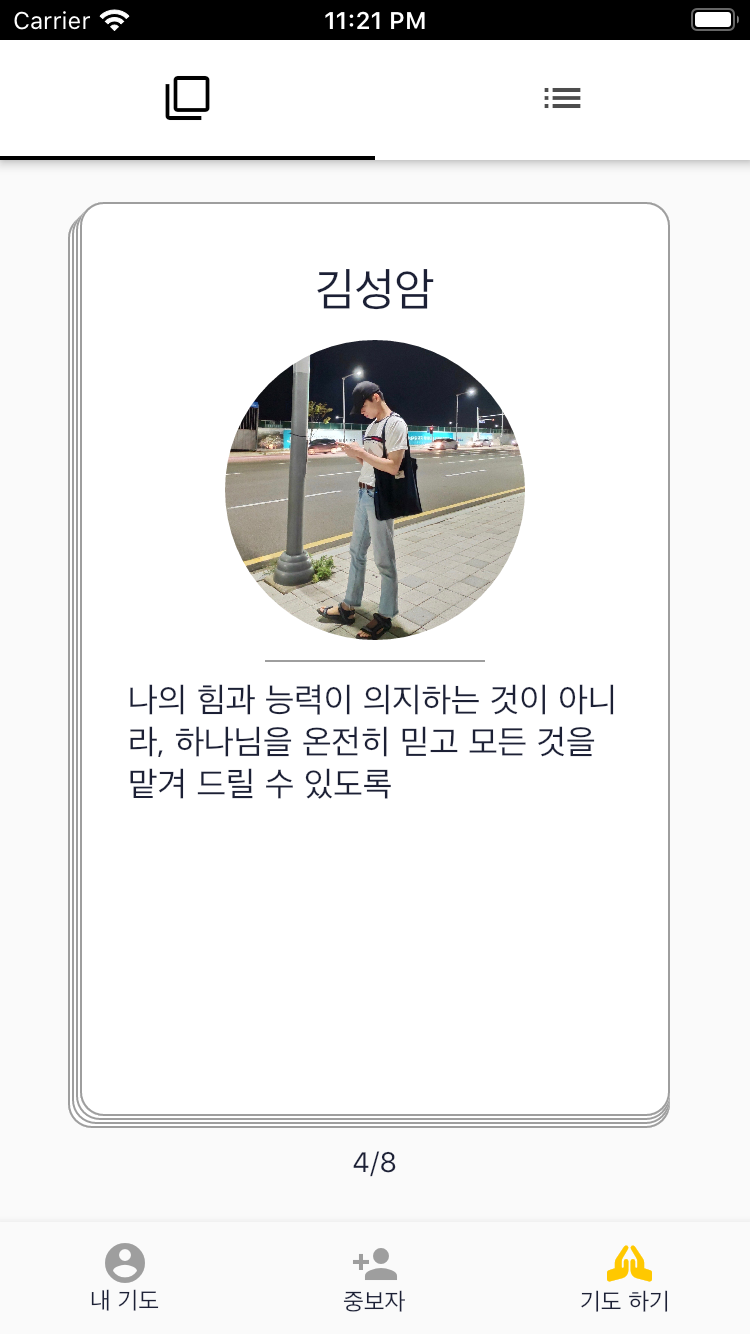 Carrier 11:21 PM
김성암
나의 힘과 능력이 의지하는 것이 아니
라, 하나님을 온전히 믿고 모든 것을
맡겨 드릴 수 있도록
4/8
내 기도 중보자 기도 하기